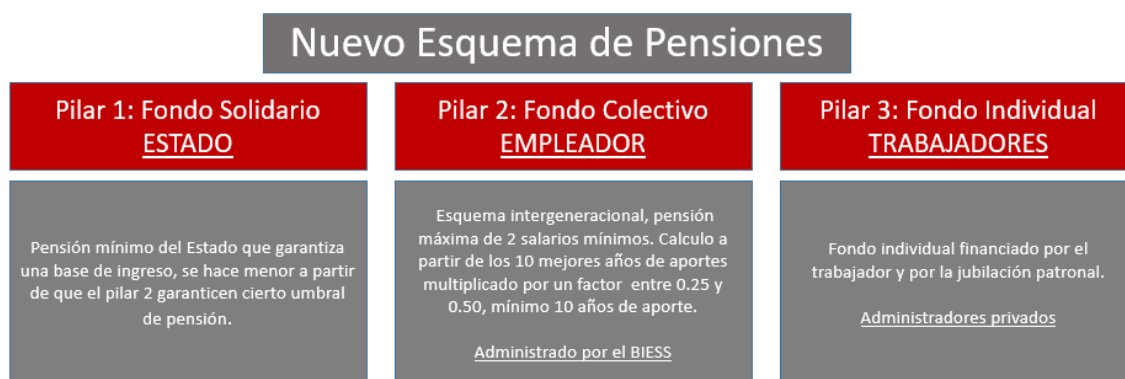 Nuevo Esquema de Pensiones
Pilar 1: Fondo Solidario
ESTADO
Pensión mínimo del Estado que garantiza
una base de ingreso, se hace menor a partir
de que el pilar 2 garanticen cierto umbral
de pensión.
Pilar 2: Fondo Colectivo
EMPLEADOR
Esquema intergeneracional, pensión
máxima de 2 salarios mínimos. Calculo a
partir de los 10 mejores años de aportes
multiplicado por un factor entre 0.25 y
0.50, mínimo 10 años de aporte.
Administrado por el BIESS
Pilar 3: Fondo Individual
TRABAJADORES
Fondo individual financiado por el
trabajador y por la jubilación patronal.
Administradores privados